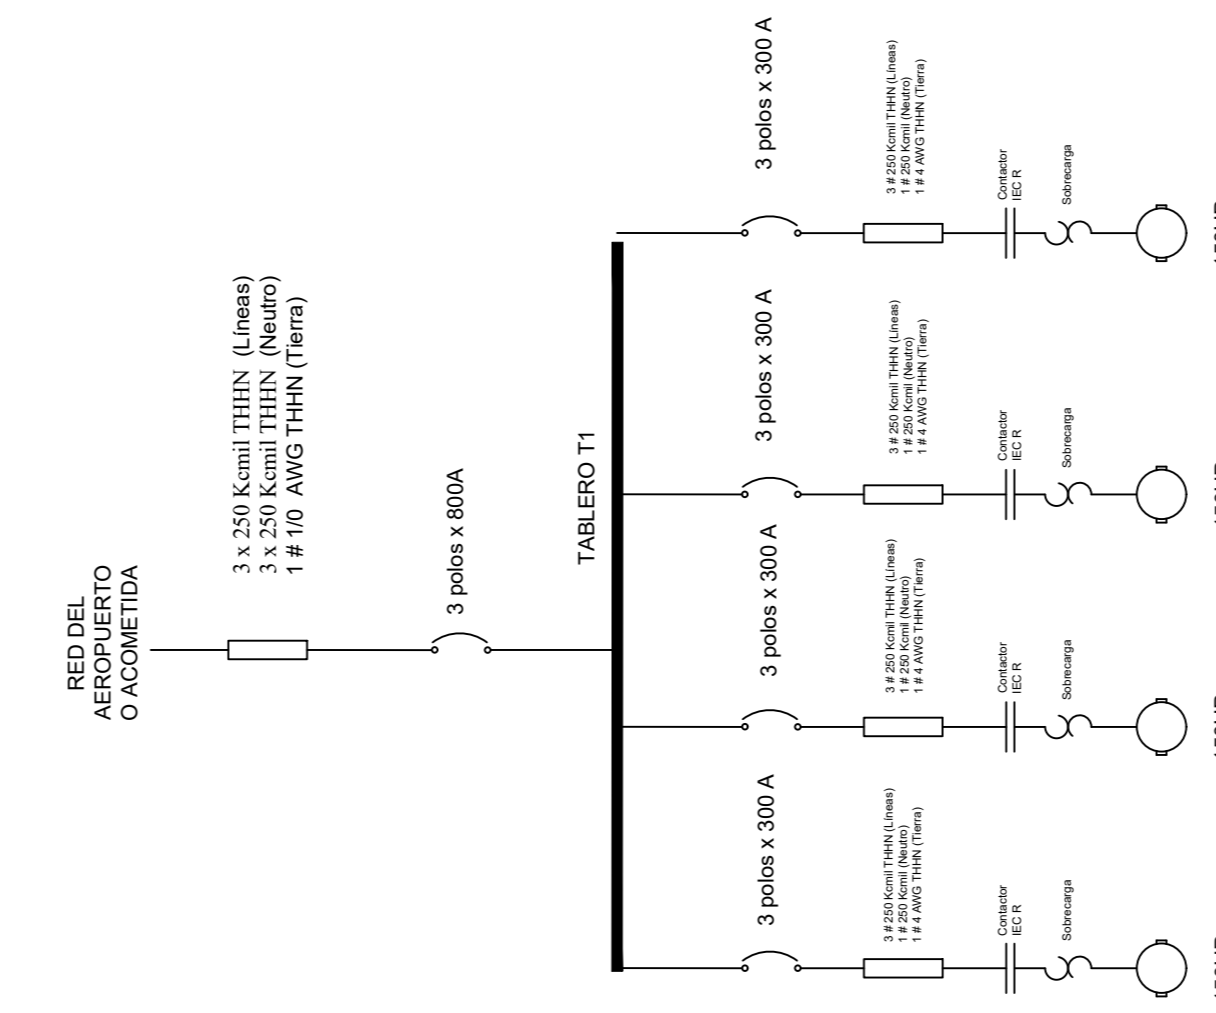 RED DEL
AEROPUERTO
O ACOMETIDA
3 x 250 Kcmil THHN (Líneas)
3 x 250 Kcmil THHN (Neutro)
1 # 1/0 AWG THHN (Tierra)
3 polos x 800A
TABLERO T1
3 polos x 300 A
3 # 250 Kcmil THHN (Líneas)
1 # 250 Kcmil (Neutro)
1 # 4 AWG THHN (Tierra)
Contactor
IEC R
Sobrecarga
3 polos x 300 A
3 # 250 Kcmil THHN (Líneas)
1 # 250 Kcmil (Neutro)
1 # 4 AWG THHN (Tierra)
Contactor
IEC R
Sobrecarga
3 polos x 300 A
3 # 250 Kcmil THHN (Líneas)
1 # 250 Kcmil (Neutro)
1 # 4 AWG THHN (Tierra)
Contactor
IEC R
Sobrecarga
3 polos x 300 A
3 # 250 Kcmil THHN (Líneas)
1 # 250 Kcmil (Neutro)
1 # 4 AWG THHN (Tierra)
Contactor
IEC R
Sobrecarga